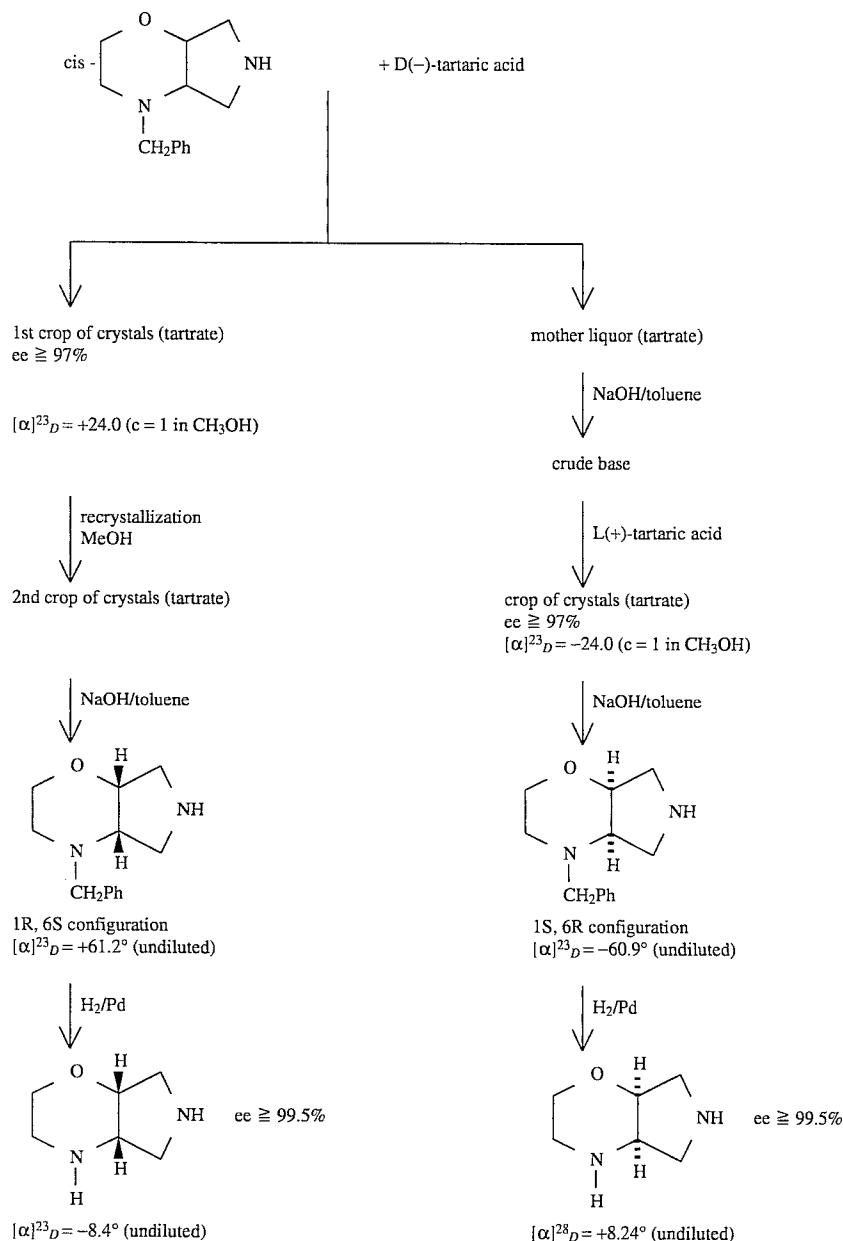 O
cis -
NH
+ D(−)-tartaric acid
N
CH₂Ph
1st crop of crystals (tartrate)
ee ≧ 97%
[α]²³D = +24.0 (c = 1 in CH₃OH)
recrystallization
MeOH
2nd crop of crystals (tartrate)
NaOH/toluene
O
H
NH
N
H
CH₂Ph
1R, 6S configuration
[α]²³D = +61.2° (undiluted)
H₂/Pd
O
H
NH
ee ≧ 99.5%
N
H
H
[α]²³D = −8.4° (undiluted)
mother liquor (tartrate)
NaOH/toluene
crude base
L(+)-tartaric acid
crop of crystals (tartrate)
ee ≧ 97%
[α]²³D = −24.0 (c = 1 in CH₃OH)
NaOH/toluene
H
O
NH
N
H
CH₂Ph
1S, 6R configuration
[α]²³D = −60.9° (undiluted)
H₂/Pd
H
O
NH
ee ≧ 99.5%
N
H
H
[α]²⁸D = +8.24° (undiluted)